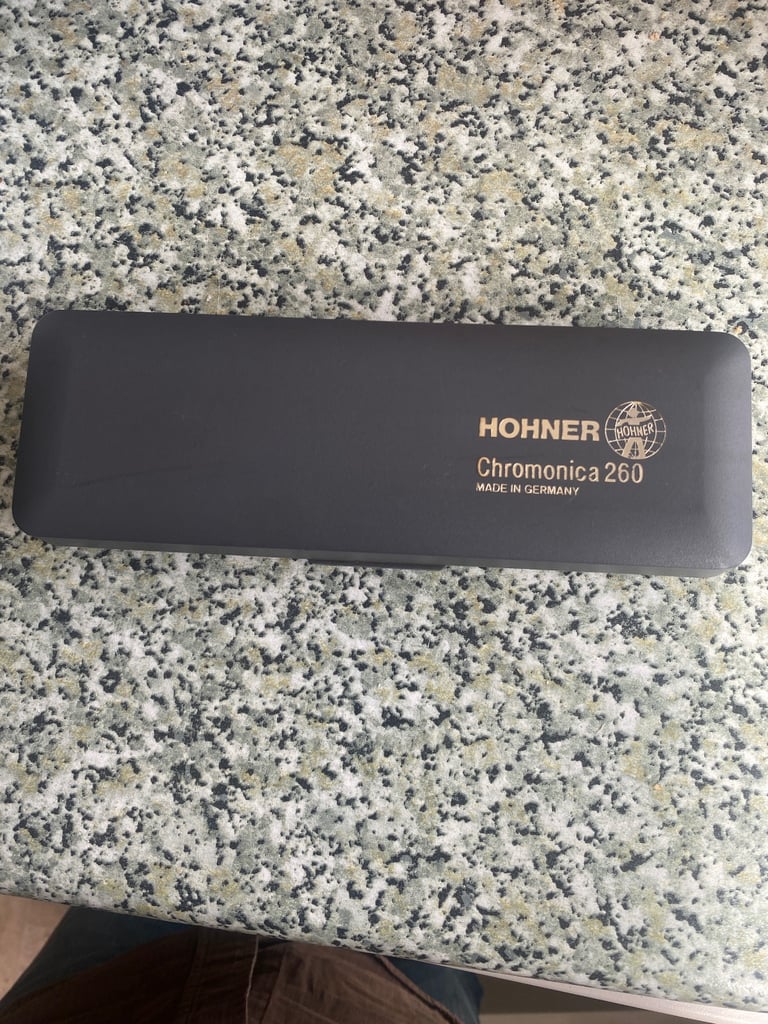 HOHNER
HOHNER
Chromonica 260
MADE IN GERMANY